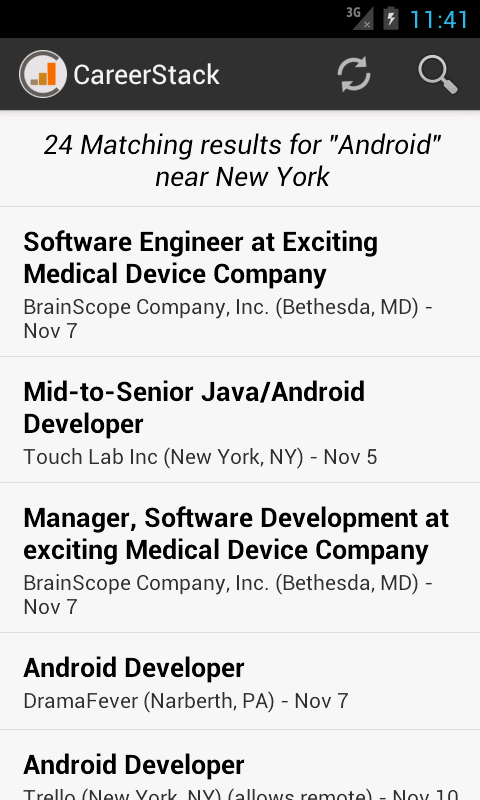 3G 11:41
CareerStack
24 Matching results for "Android"
near New York
Software Engineer at Exciting
Medical Device Company
BrainScope Company, Inc. (Bethesda, MD) -
Nov 7
Mid-to-Senior Java/Android
Developer
Touch Lab Inc (New York, NY) - Nov 5
Manager, Software Development at
exciting Medical Device Company
BrainScope Company, Inc. (Bethesda, MD) -
Nov 7
Android Developer
DramaFever (Narberth, PA) - Nov 7
Android Developer
Trello (New York, NY) (allows remote) - Nov 10